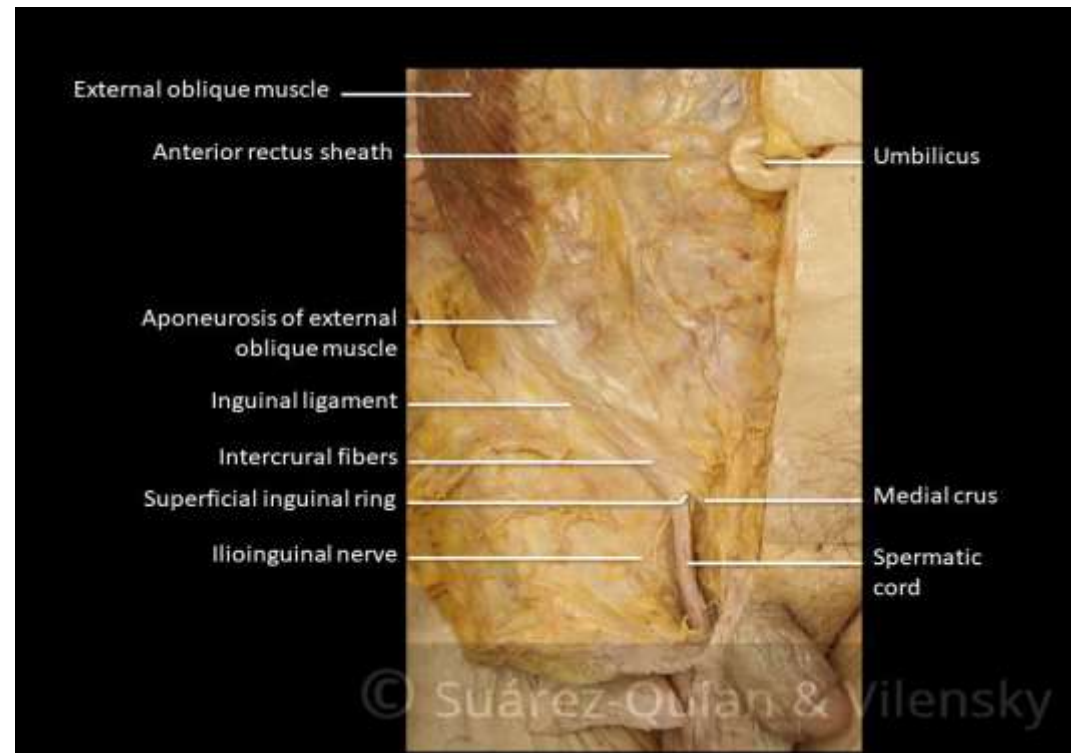 External oblique muscle
Anterior rectus sheath
Umbilicus
Aponeurosis of external
oblique muscle
Inguinal ligament
Intercrural fibers
Superficial inguinal ring
Medial crus
Ilioinguinal nerve
Spermatic
cord
© Suárez-Quian & Vilensky